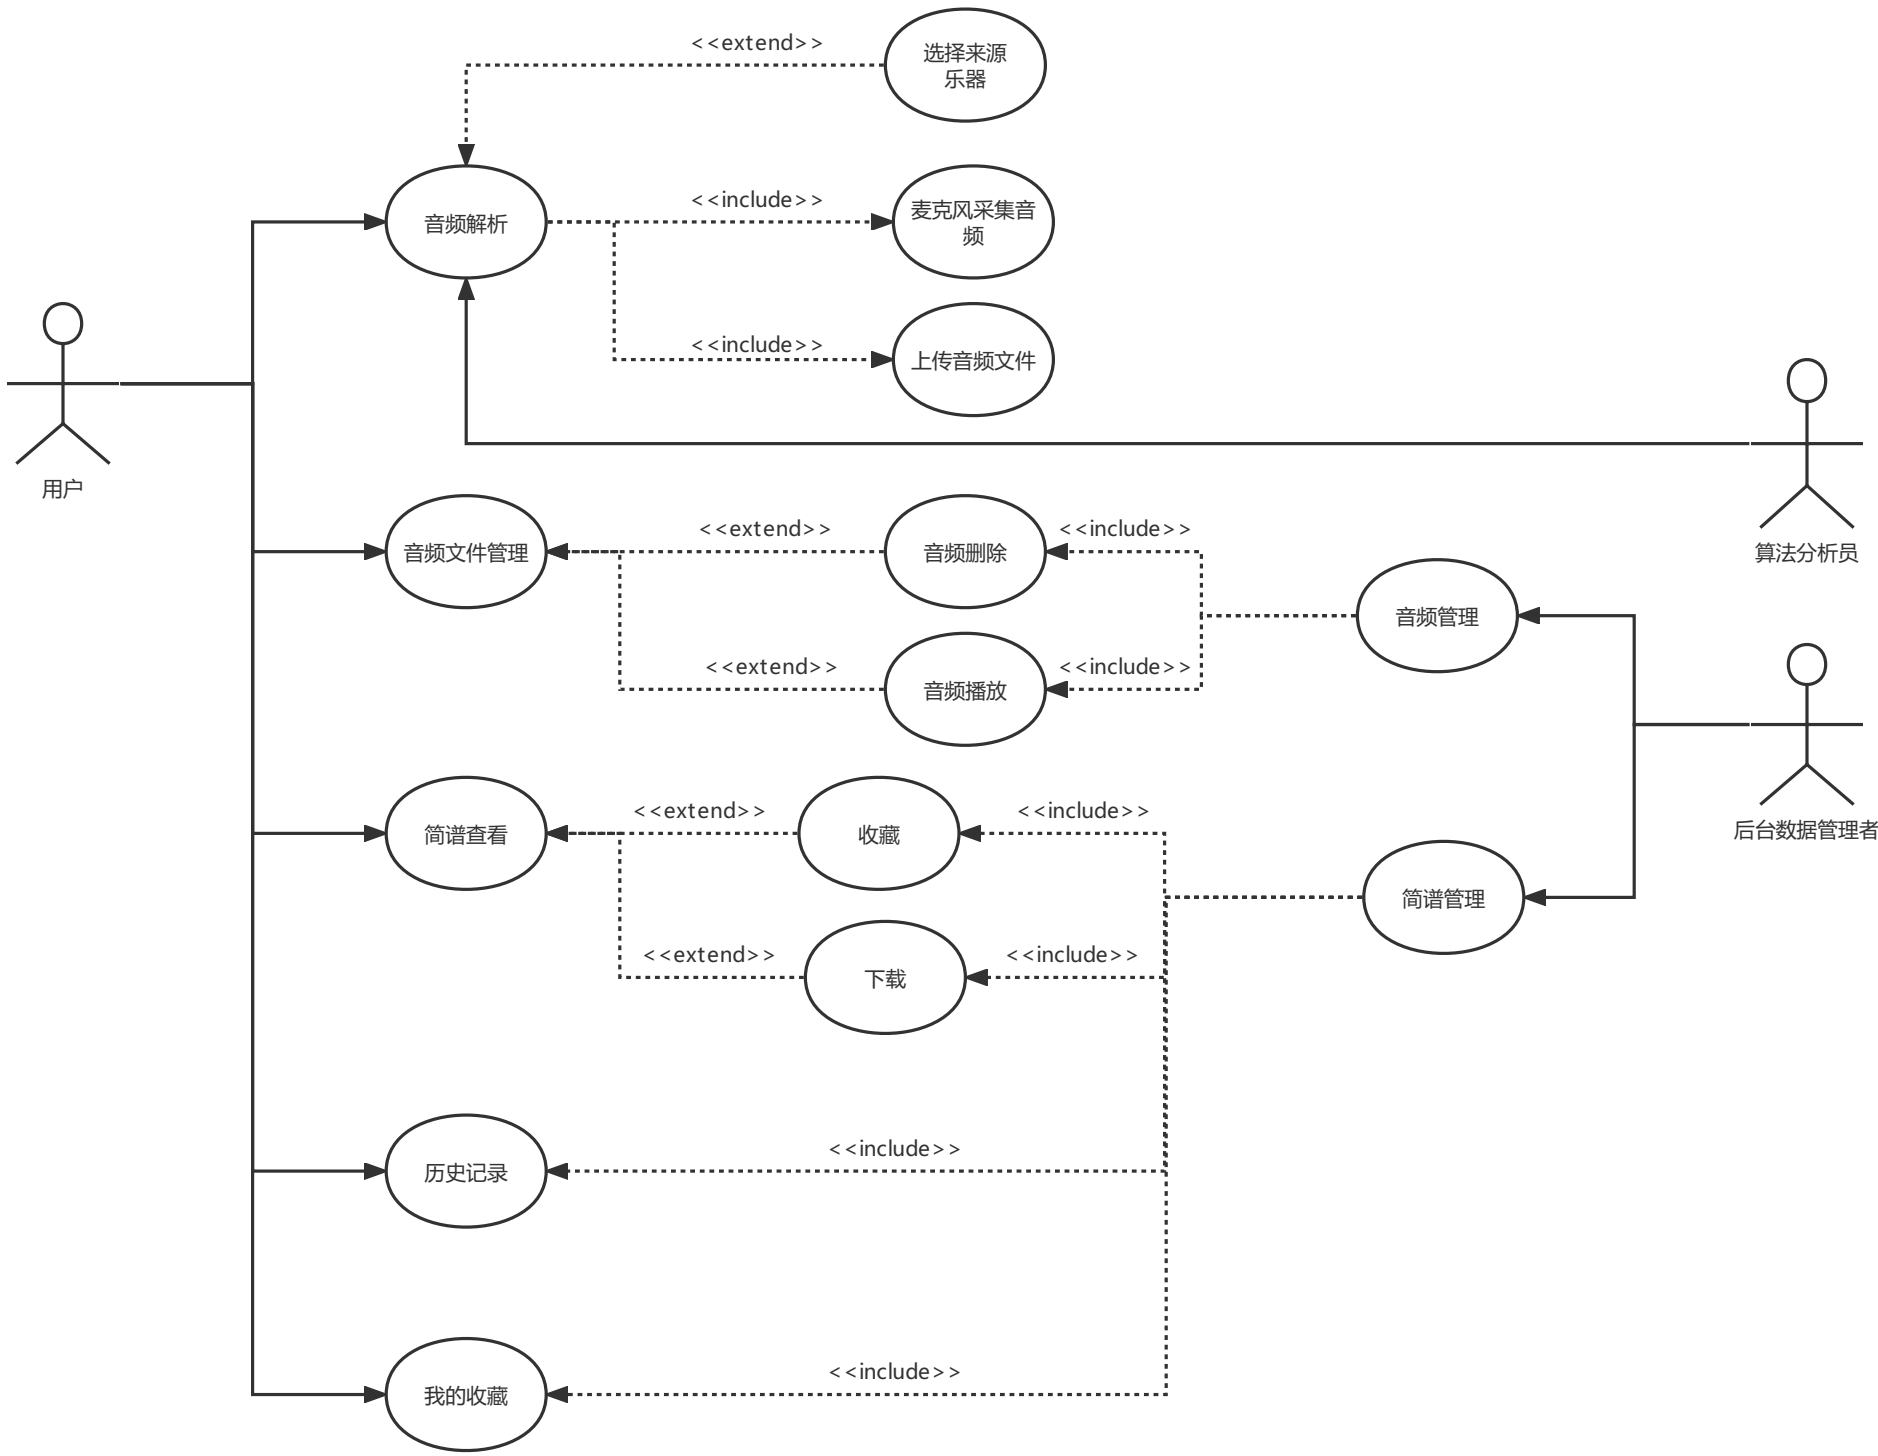 <<extend>>
选择来源
乐器
音频解析
<<include>>
麦克风采集音
频
<<include>>
上传音频文件
用户
算法分析员
音频文件管理
<<extend>>
音频删除
<<include>>
音频管理
<<extend>>
音频播放
<<include>>
后台数据管理者
简谱查看
<<extend>>
收藏
<<include>>
简谱管理
<<extend>>
下载
<<include>>
历史记录
<<include>>
我的收藏
<<include>>